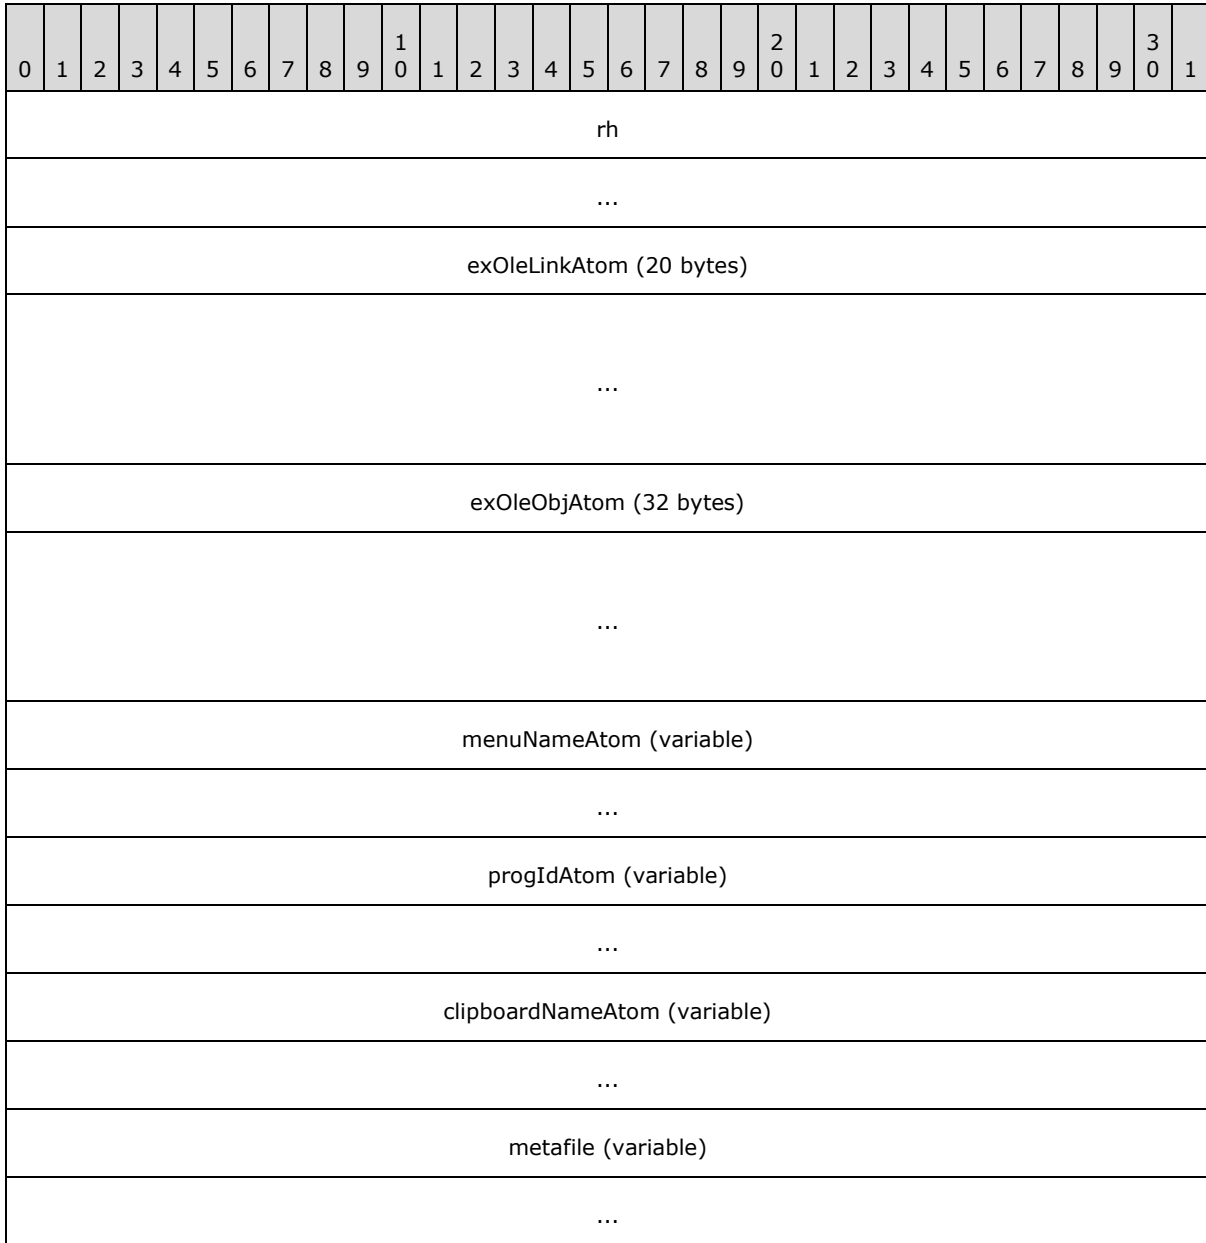 1 2 3
0 1 2 3 4 5 6 7 8 9 0 1 2 3 4 5 6 7 8 9 0 1 2 3 4 5 6 7 8 9 0 1
rh
...
exOleLinkAtom (20 bytes)
...
exOleObjAtom (32 bytes)
...
menuNameAtom (variable)
...
progIdAtom (variable)
...
clipboardNameAtom (variable)
...
metafile (variable)
...